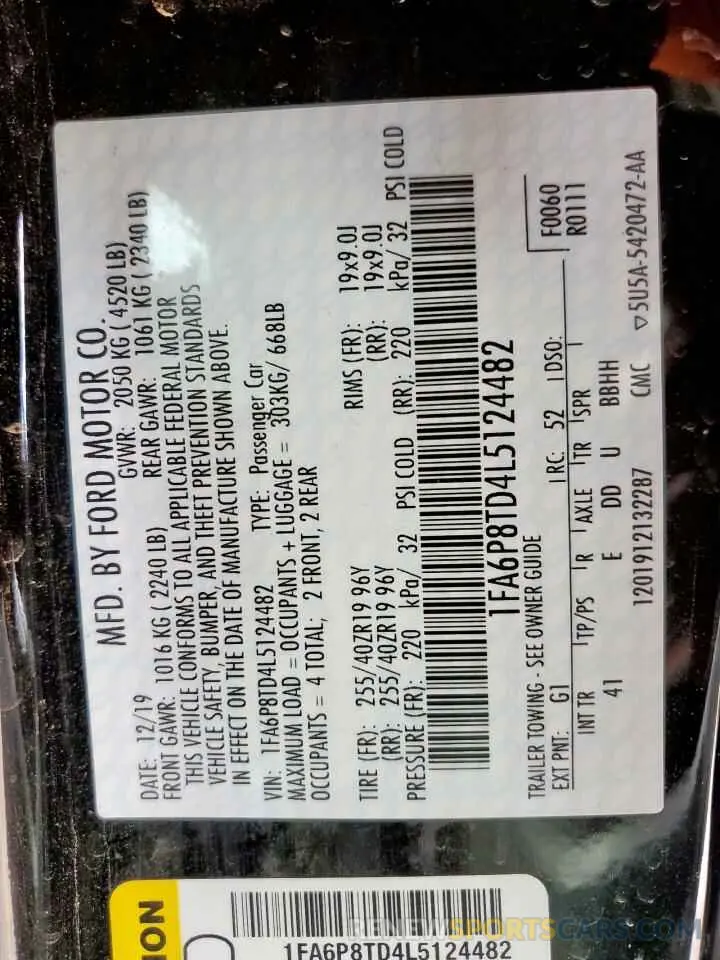 MFD. BY FORD MOTOR CO.
DATE: 12/19 GVWR: 2050 KG ( 4520 LB)
FRONT GAWR: 1016 KG ( 2240 LB) REAR GAWR: 1061 KG ( 2340 LB)
THIS VEHICLE CONFORMS TO ALL APPLICABLE FEDERAL MOTOR
VEHICLE SAFETY, BUMPER, AND THEFT PREVENTION STANDARDS
IN EFFECT ON THE DATE OF MANUFACTURE SHOWN ABOVE.
VIN: 1FA6P8TD4L5124482 TYPE: Passenger Car
MAXIMUM LOAD = OCCUPANTS + LUGGAGE = 303KG/ 668LB
OCCUPANTS = 4 TOTAL; 2 FRONT, 2 REAR
TIRE (FR): 255/40ZR19 96Y RIMS (FR): 19x9.0J
(RR): 255/40ZR19 96Y (RR): 19x9.0J
PRESSURE (FR): 220 kPa/ 32 PSI COLD (RR): 220 kPa/ 32 PSI COLD
1FA6P8TD4L5124482
TRAILER TOWING - SEE OWNER GUIDE
F0060
R0111
EXT PNT: G1 RC: 52 DSO:
INT TR TP/PS R AXLE TR SPR
41 E DD U BBHH
1201912132287 CMC ▽5U5A-5420472-AA
ION
1FA6P8TD4L5124482
RENEWSPORTSCARS.COM